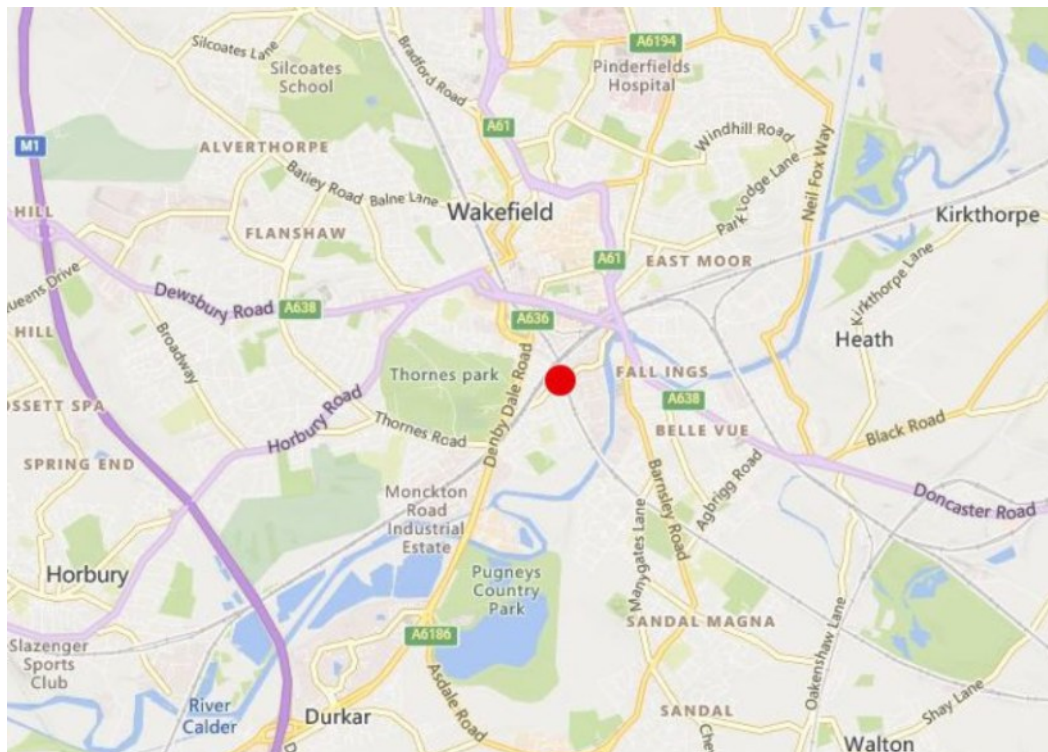 Silcoates Lane
Bradford Road
A6194
Silcoates
School
Pinderfields
Hospital
A61
Windhill Road
M1
ALVERTHORPE
Batley Road
Balne Lane
Park Lodge Lane
Neil Fox Way
HILL
Wakefield
Kirkthorpe
FLANSHAW
A61
EAST MOOR
Queens Drive
Dewsbury Road
A638
Kirkthorpe Lane
HILL
Broadway
A636
Heath
Thornes park
Denby Dale Road
FALL INGS
A638
OSSETT SPA
Horbury Road
Thornes Road
BELLE VUE
Black Road
SPRING END
Agbrigg Road
Barnsley Road
Doncaster Road
Monckton
Road
Industrial
Estate
Horbury
Pugneys
Country
Park
Manygates Lane
SANDAL MAGNA
A6186
Oakenshaw Lane
Slazenger
Sports
Club
Asdale Road
River
Calder
Durkar
SANDAL
Shay Lane
Walton